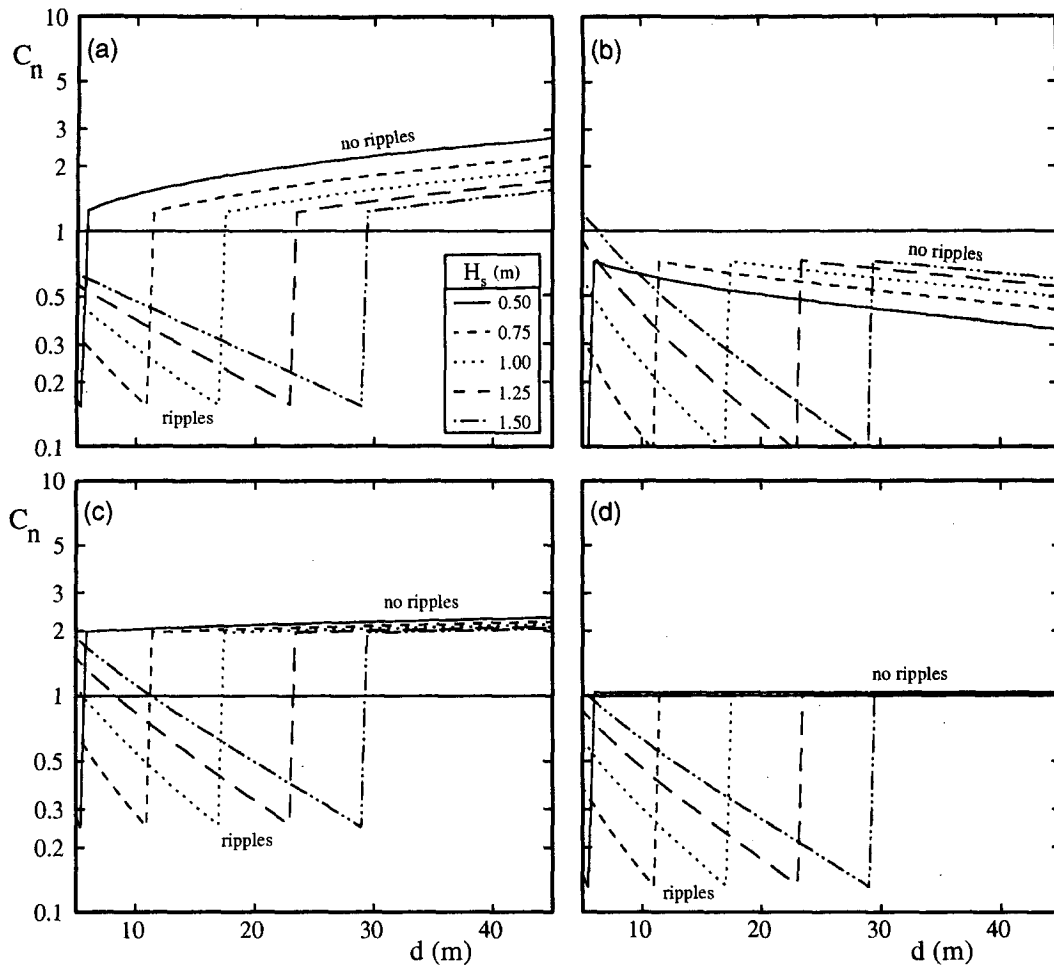 10
(a)
(b)
C_n
5
no ripples
3
2
1
no ripples
H_s (m)
0.5
0.50
0.75
0.3
1.00
0.2
1.25
ripples
1.50
0.1
10
(c)
(d)
C_n
5
3
no ripples
2
no ripples
1
0.5
0.3
ripples
0.2
ripples
0.1
10 20 30 40 10 20 30 40
d (m) d (m)